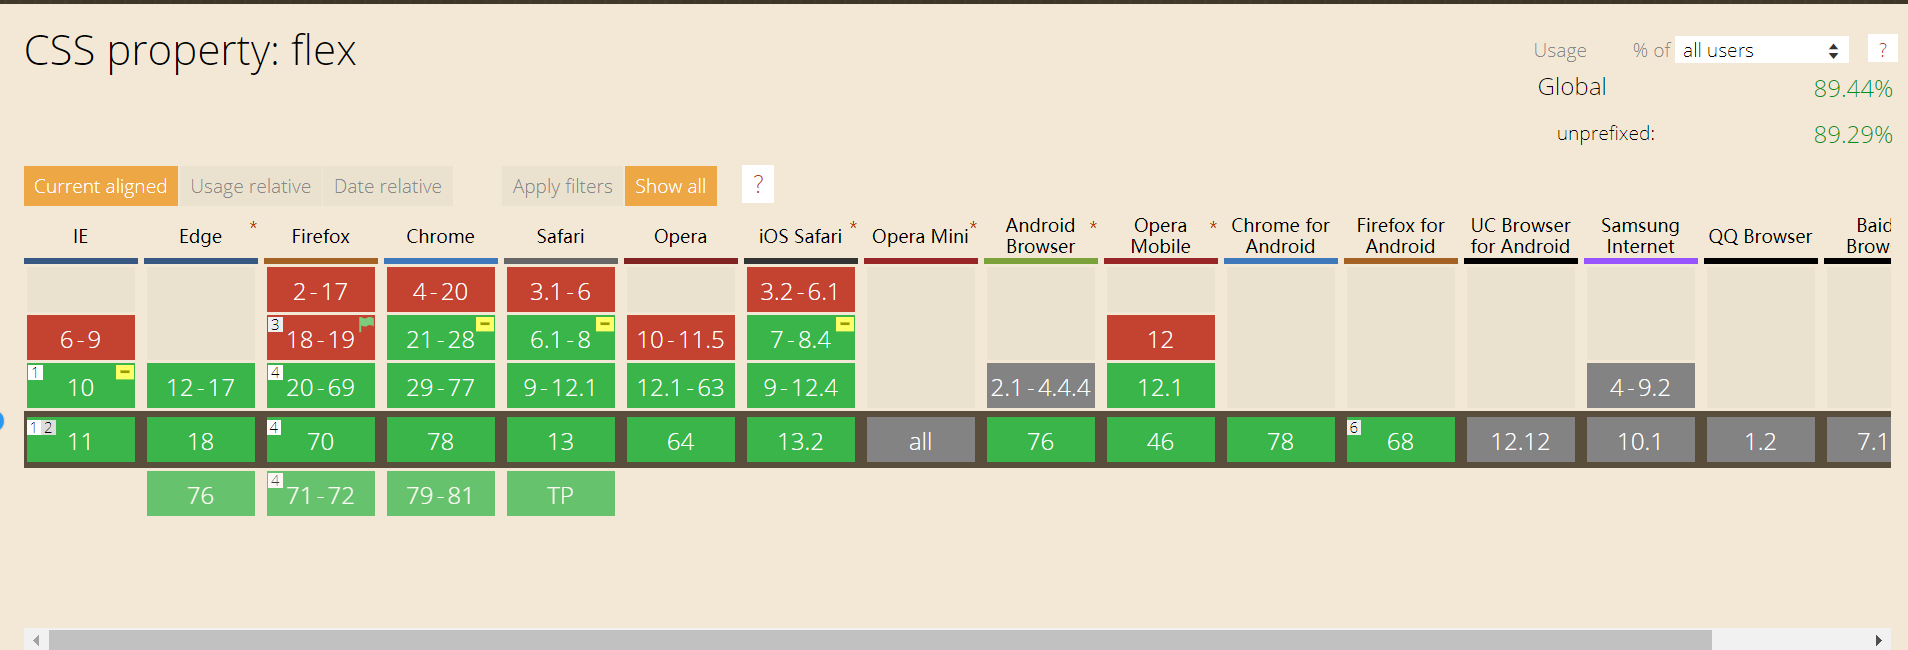 CSS property: flex
Usage % of all users ?
Global 89.44%
unprefixed: 89.29%
Current aligned Usage relative Date relative Apply filters Show all ?
IE Edge * Firefox Chrome Safari Opera iOS Safari * Opera Mini * Android Browser * Opera Mobile * Chrome for Android Firefox for Android UC Browser for Android Samsung Internet QQ Browser Baid Brow
2-17 4-20 3.1-6 3.2-6.1
6-9 3 18-19 21-28 6.1-8 10-11.5 7-8.4 12
1 10 12-17 4 20-69 29-77 9-12.1 12.1-63 9-12.4 2.1-4.4.4 12.1 4-9.2
1 2 11 18 4 70 78 13 64 13.2 all 76 46 78 6 68 12.12 10.1 1.2 7.1
76 4 71-72 79-81 TP